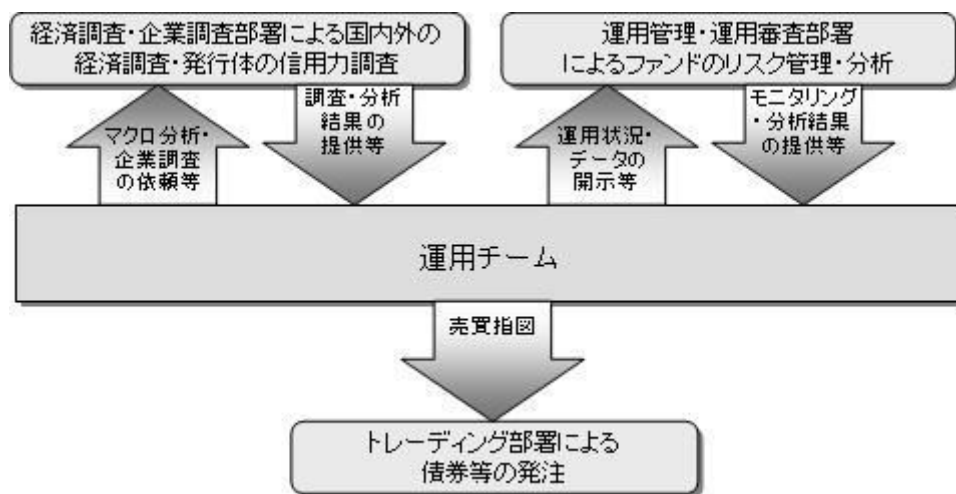 経済調査・企業調査部署による国内外の
経済調査・発行体の信用力調査
運用管理・運用審査部署
によるファンドのリスク管理・分析
マクロ分析・
企業調査
の依頼等
調査・分析
結果の
提供等
運用状況・
データの
開示等
モニタリング
・分析結果
の提供等
運用チーム
売買指図
トレーディング部署による
債券等の発注